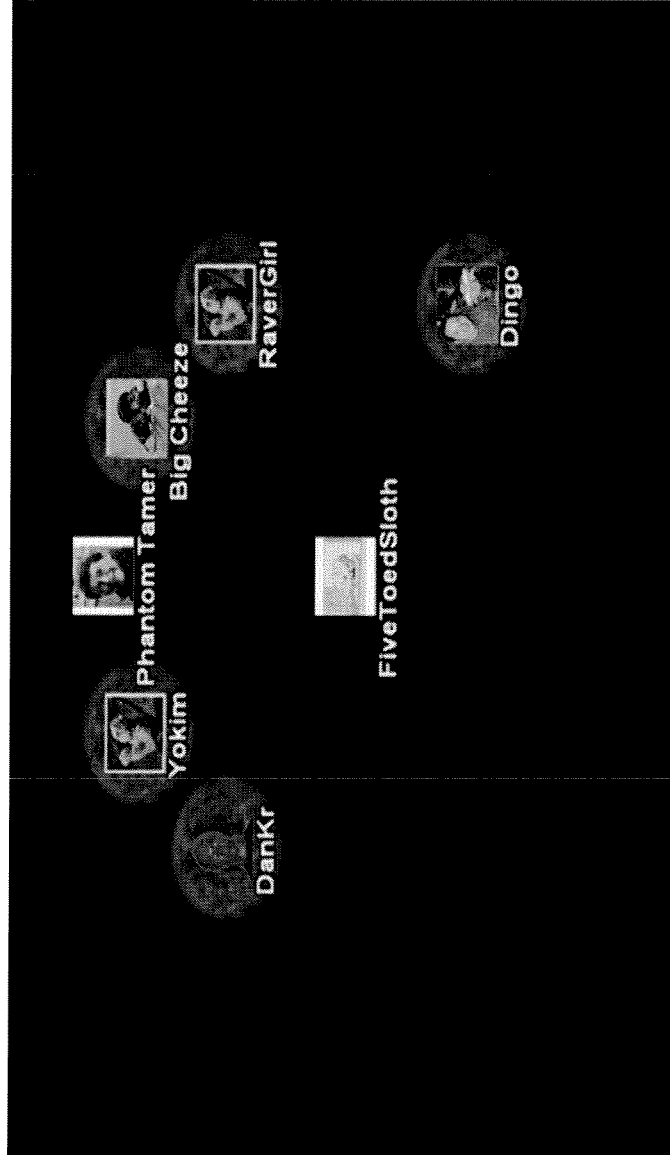 Phantom Tamer
Yokim
Big Cheeze
DanKr
RaverGirl
FiveToedSloth
Dingo